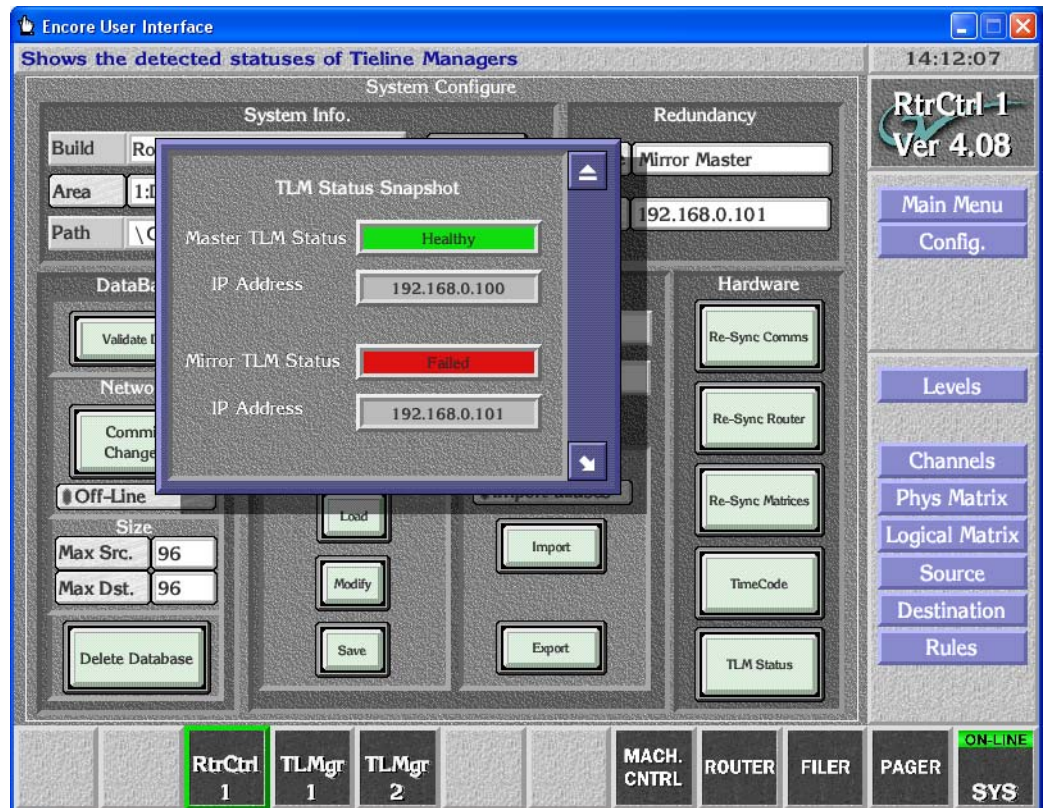 Encore User Interface
Shows the detected statuses of Tieline Managers
14:12:07
System Configure
RtrCtrl 1
Ver 4.08
System Info.
Build
Area
Path
Redundancy
Mirror Master
192.168.0.101
Main Menu
Config.
TLM Status Snapshot
Master TLM Status
Healthy
IP Address
192.168.0.100
Mirror TLM Status
Failed
IP Address
192.168.0.101
Validate
Off-Line
Size
Max Src.
96
Max Dst.
96
Delete Database
Load
Modify
Save
Import
Export
Hardware
Re-Sync Comms
Re-Sync Router
Re-Sync Matrices
TimeCode
TLM Status
Levels
Channels
Phys Matrix
Logical Matrix
Source
Destination
Rules
RtrCtrl
1
TLMgr
1
TLMgr
2
MACH.
CNTRL
ROUTER
FILER
PAGER
ON-LINE
SYS